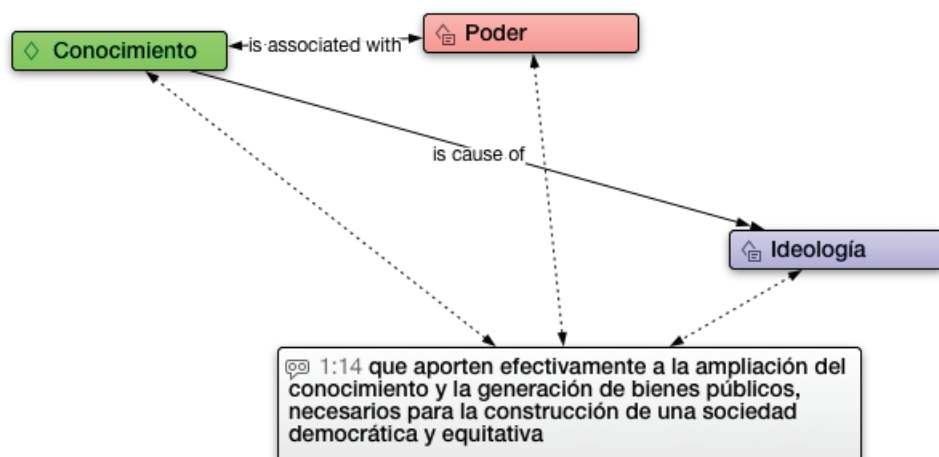 Poder
Conocimiento
is associated with
is cause of
Ideología
1:14 que aporten efectivamente a la ampliación del
conocimiento y la generación de bienes públicos,
necesarios para la construcción de una sociedad
democrática y equitativa